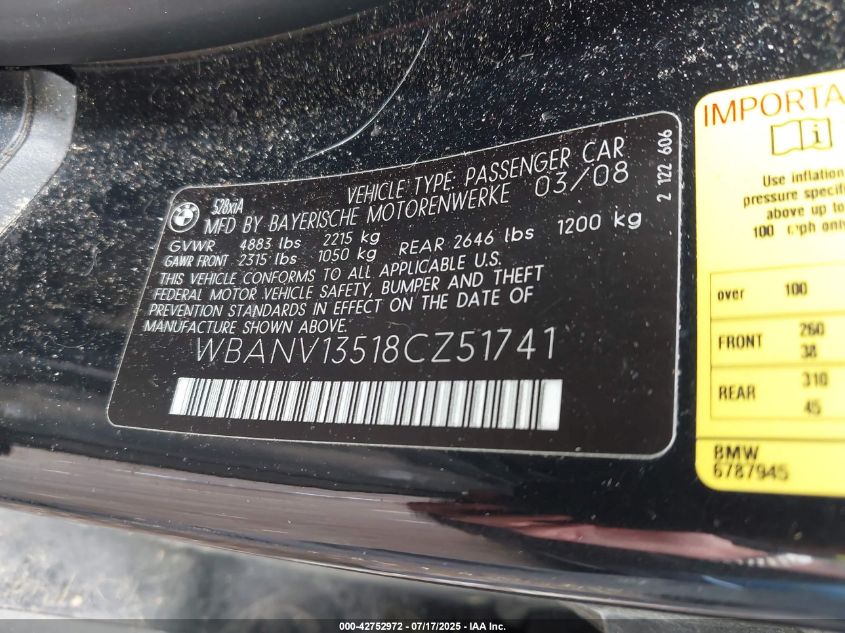 528xiA VEHICLE TYPE: PASSENGER CAR
MFD BY BAYERISCHE MOTORENWERKE 03/08
GVWR 4883 lbs 2215 kg
GAWR FRONT 2315 lbs 1050 kg REAR 2646 lbs 1200 kg
THIS VEHICLE CONFORMS TO ALL APPLICABLE U.S.
FEDERAL MOTOR VEHICLE SAFETY, BUMPER AND THEFT
PREVENTION STANDARDS IN EFFECT ON THE DATE OF
MANUFACTURE SHOWN ABOVE.
WBANV13518CZ51741
2 122 606
IMPORTA
Use inflation
pressure specif
above up to
100 mph only
over 100
FRONT 260
38
REAR 310
45
BMW
6787945
000-42752972 / 07/17/2025 - IAA Inc.